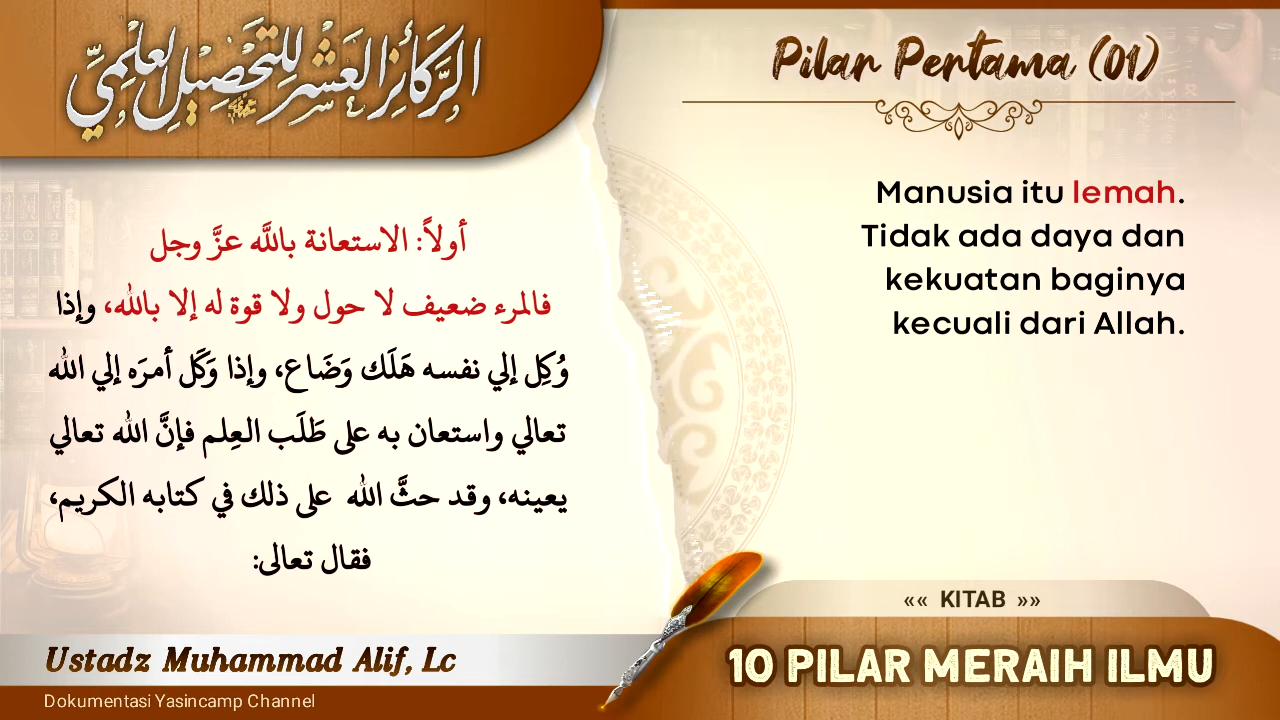 الركائز العشر للتحصيل العلمي
Pilar Pertama (01)
أولاً: الاستعانة باللَّه عزَّ وجل
فالمرء ضعيف لا حول ولا قوة له إلا بالله، وإذا
وُكِل إلي نفسه هَلَك وَضَاع، وإذا وَكَل أمرَه إلي الله
تعالي واستعان به على طَلَب العِلم فإنَّ الله تعالي
يعينه، وقد حثَّ الله على ذلك في كتابه الكريم،
فقال تعالى:
Manusia itu lemah.
Tidak ada daya dan
kekuatan baginya
kecuali dari Allah.
«« KITAB »»
10 PILAR MERAIH ILMU
Ustadz Muhammad Alif, Lc
Dokumentasi Yasincamp Channel